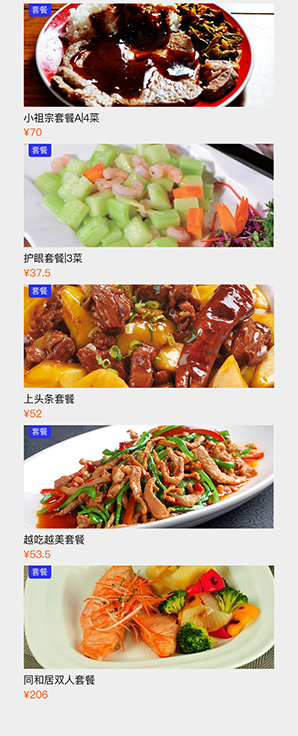 套餐
小祖宗套餐A|4菜
¥70
套餐
护眼套餐|3菜
¥37.5
套餐
上头条套餐
¥52
套餐
越吃越美套餐
¥53.5
套餐
同和居双人套餐
¥206